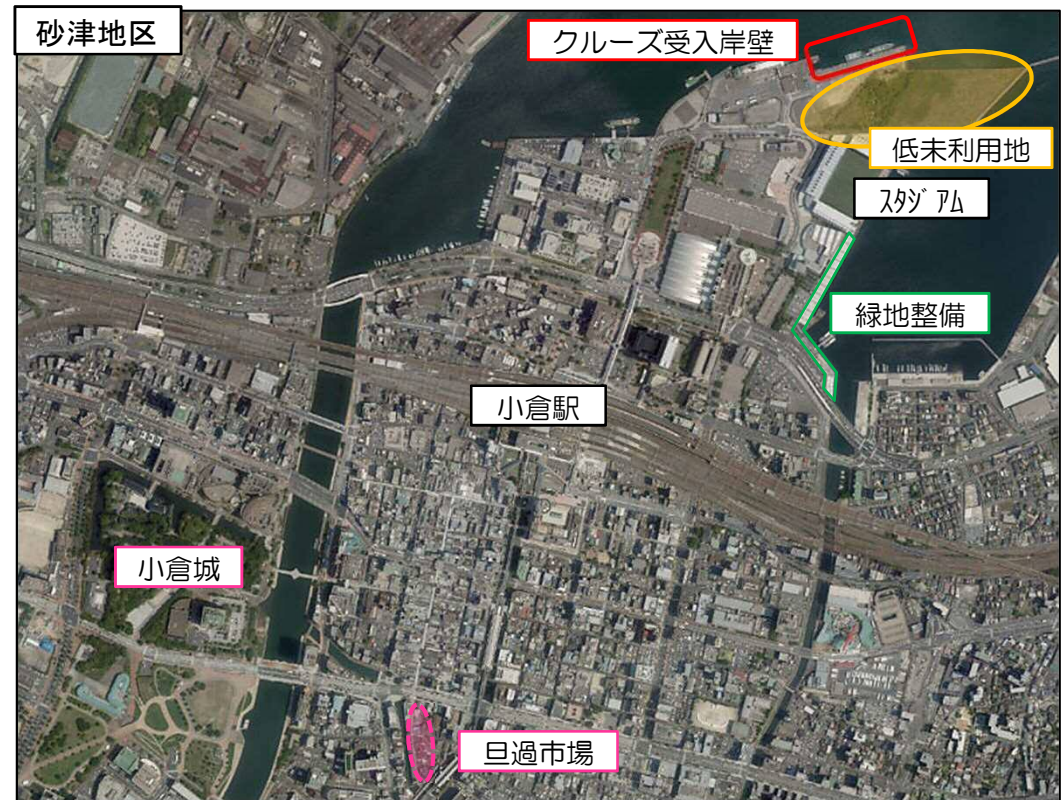 砂津地区
クルーズ受入岸壁
低未利用地
ｽﾀｼﾞｱﾑ
緑地整備
小倉駅
小倉城
旦過市場